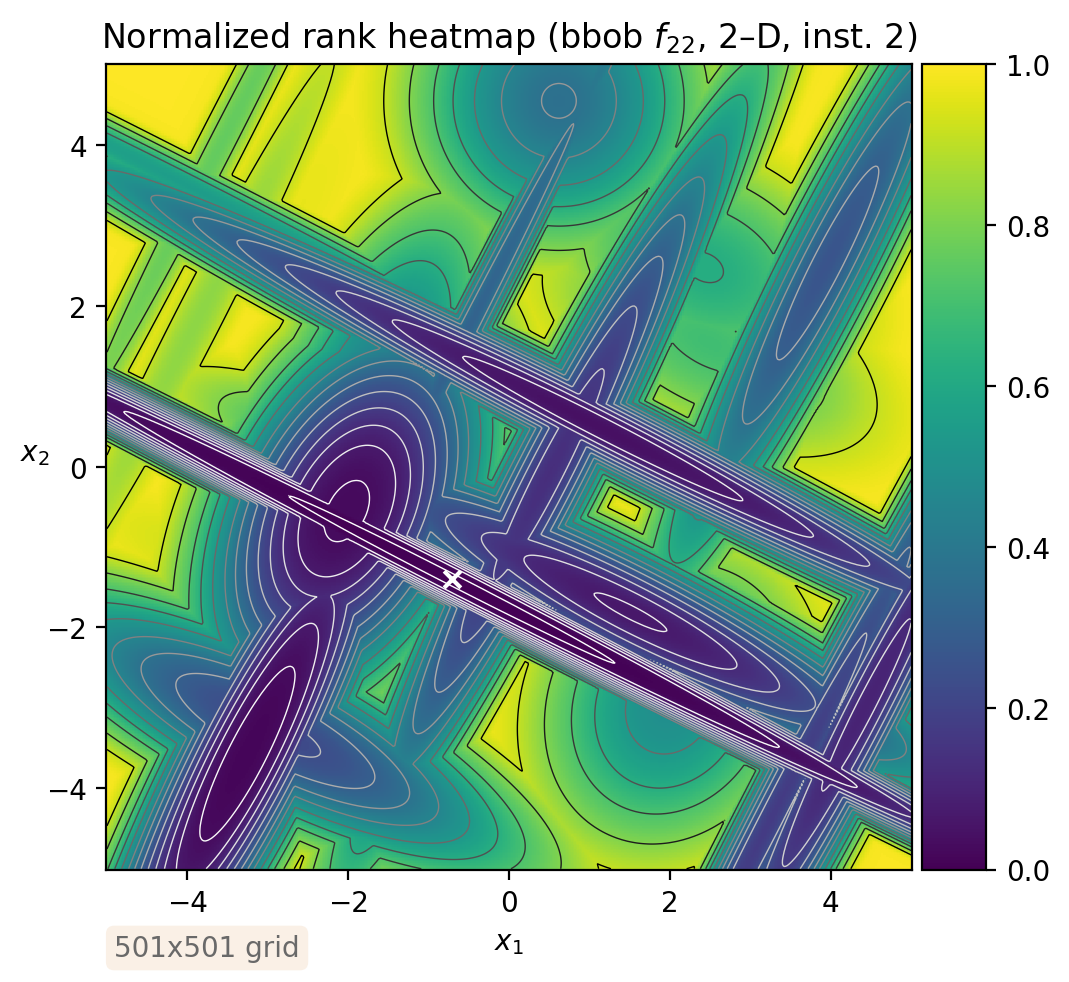 Normalized rank heatmap (bbob f22, 2–D, inst. 2)
1.0
0.8
0.6
0.4
0.2
0.0
4
2
0
−2
−4
x2
−4 −2 0 2 4
x1
501x501 grid